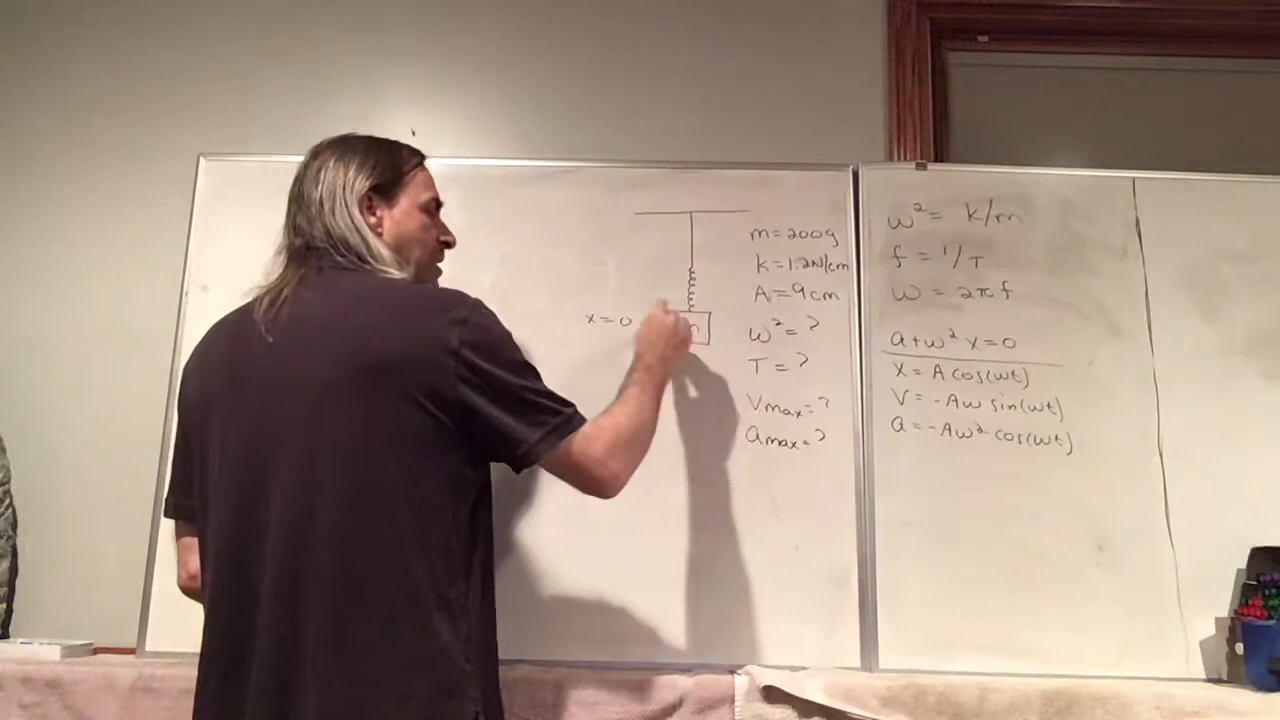 x=0
m=200g
k=1.2N/cm
A=9cm
ω²=?
T=?
Vmax=?
amax=?
ω²= k/m
f = 1/T
ω = 2πf
a+ω²x=0
x = A cos(ωt)
V = -Aω sin(ωt)
a = -Aω² cos(ωt)